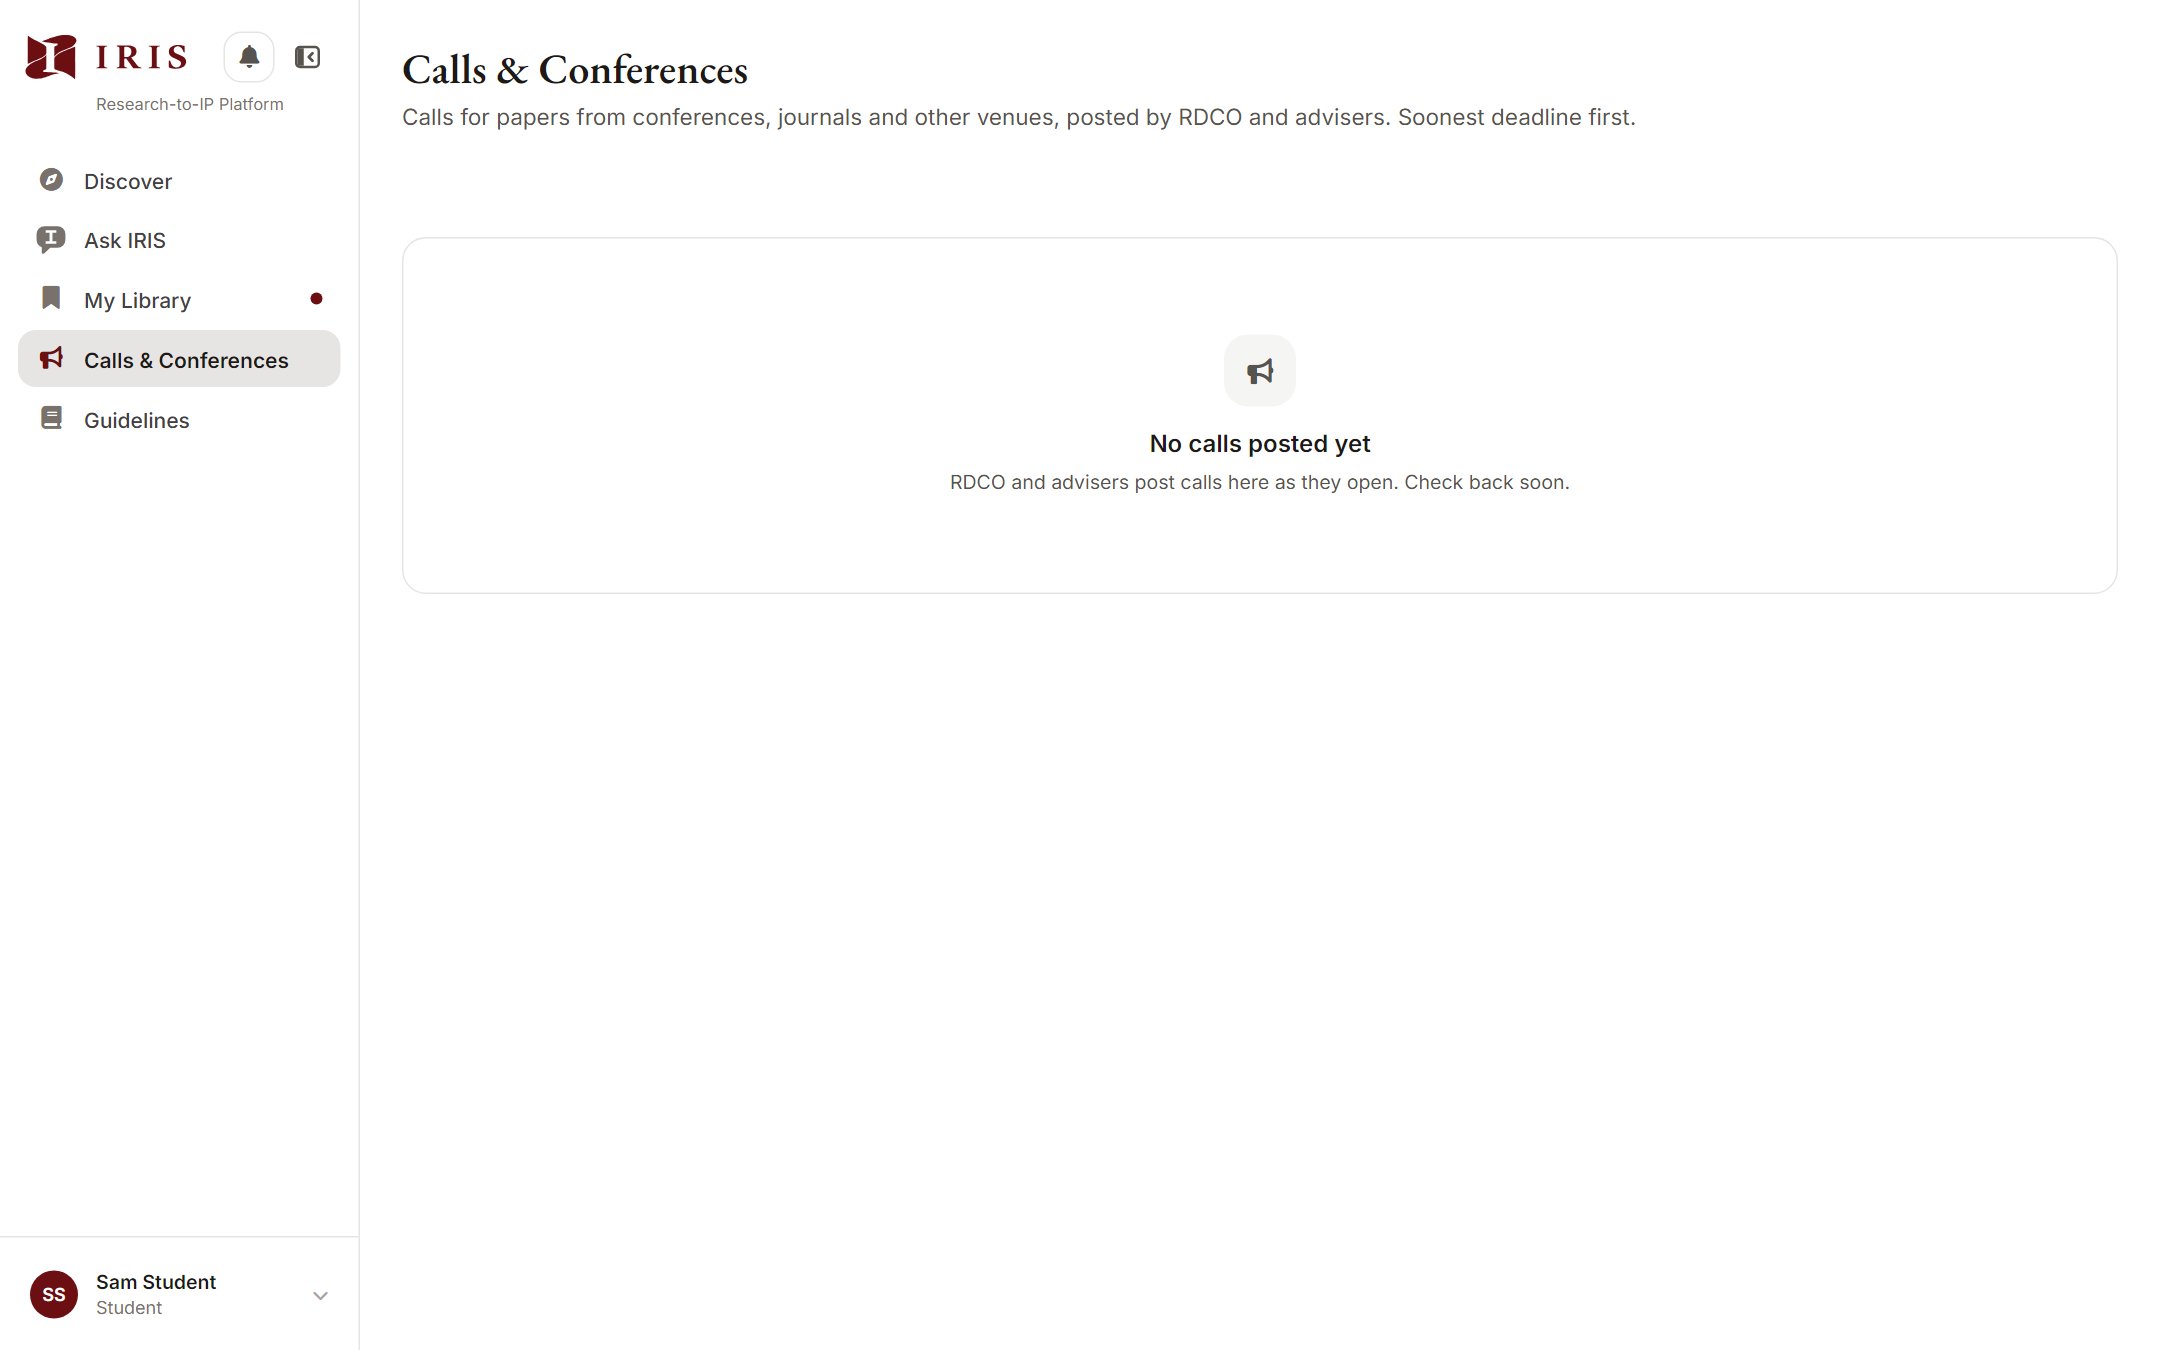 IRIS
Research-to-IP Platform
Discover
Ask IRIS
My Library
Calls & Conferences
Guidelines
Sam Student
Student
SS
Calls & Conferences
Calls for papers from conferences, journals and other venues, posted by RDCO and advisers. Soonest deadline first.
No calls posted yet
RDCO and advisers post calls here as they open. Check back soon.